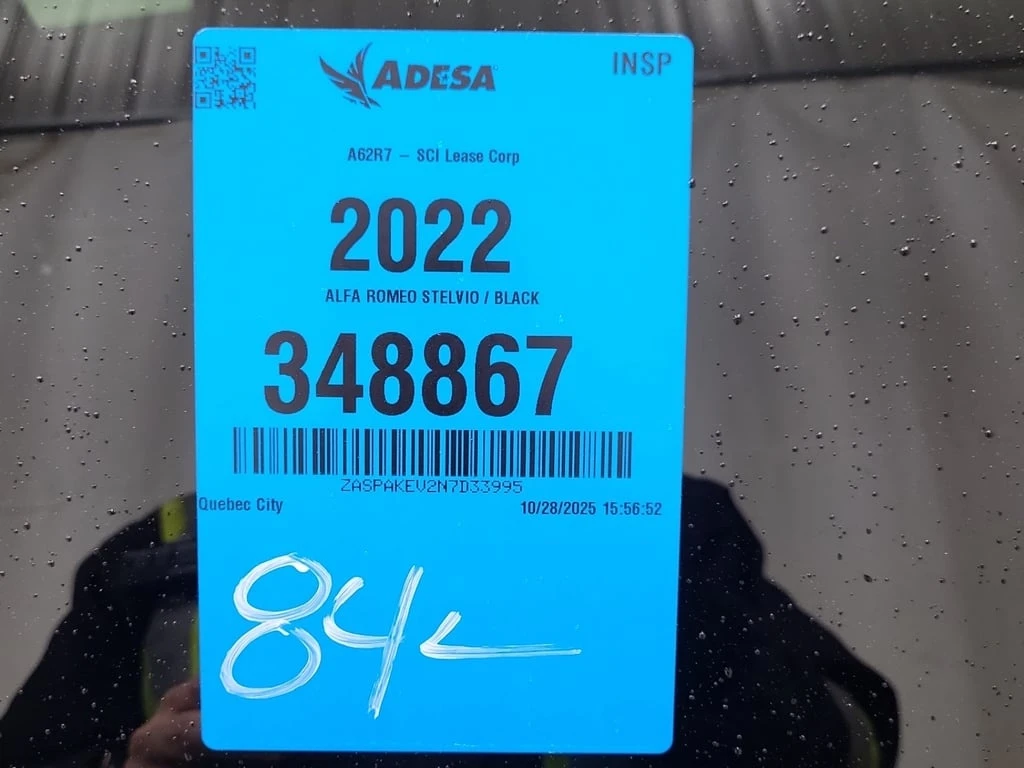 ADESA
INSP
A62R7 – SCI Lease Corp
2022
ALFA ROMEO STELVIO / BLACK
348867
ZASPAKEV2N7D33995
Quebec City 10/28/2025 15:56:52
84